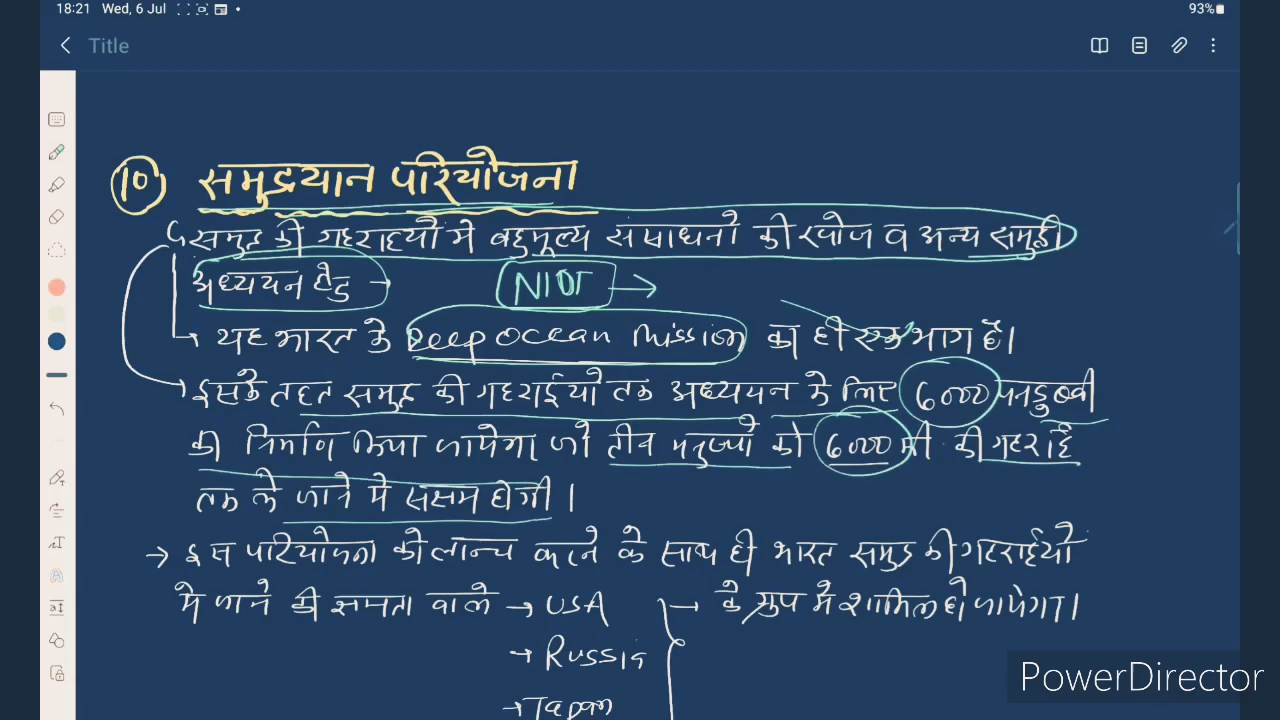 18:21 Wed, 6 Jul 93%
Title
10 समुद्रयान परियोजना
समुद्र की गहराइयों में बहुमूल्य संसाधनों की खोज व अन्य समुद्री
अध्ययन हेतु → NIOT →
→ यह भारत के Deep Ocean Mission का ही एक भाग है।
→ इसके तहत समुद्र की गहराईयों तक अध्ययन के लिए 6000 पनडुब्बी
का निर्माण किया जायेगा जो तीन मनुष्यों को 6000 मी की गहराई
तक ले जाने में सक्षम होगी।
→ इस परियोजना को लान्च करने के साथ ही भारत समुद्र की गहराईयों
में जाने की क्षमता वाले → USA → के ग्रुप में शामिल हो जायेगा।
→ Russia
→ Japan
PowerDirector